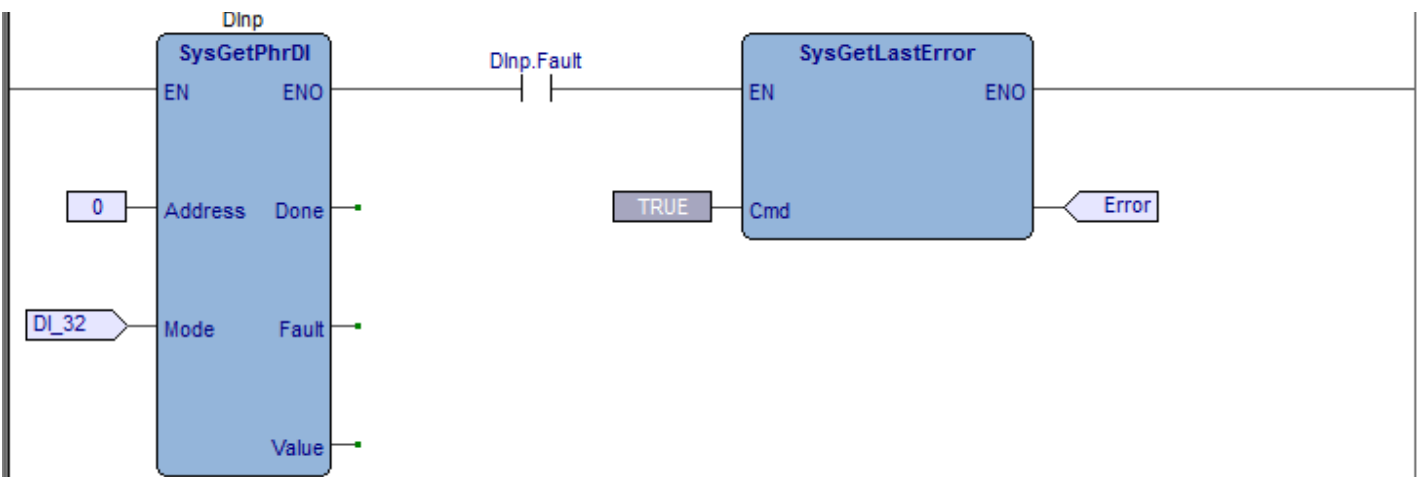 DInp
SysGetPhrDI
EN ENO
0 Address Done
DI_32 Mode Fault
Value
DInp.Fault
SysGetLastError
EN ENO
TRUE Cmd Error